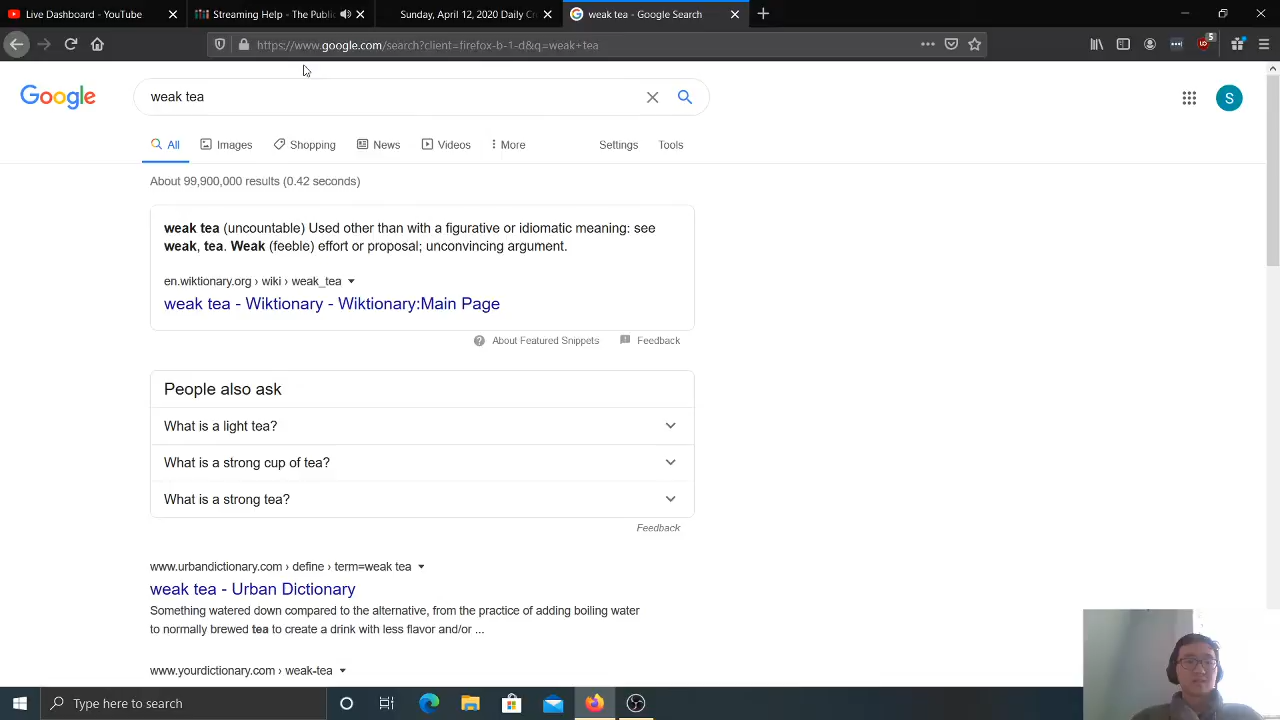 Live Dashboard - YouTube
Streaming Help - The Publi
Sunday, April 12, 2020 Daily Cr
weak tea - Google Search
https://www.google.com/search?client=firefox-b-1-d&q=weak+tea
5
Google
weak tea
S
All
Images
Shopping
News
Videos
More
Settings
Tools
About 99,900,000 results (0.42 seconds)
weak tea (uncountable) Used other than with a figurative or idiomatic meaning: see
weak, tea. Weak (feeble) effort or proposal; unconvincing argument.
en.wiktionary.org › wiki › weak_tea
weak tea - Wiktionary - Wiktionary:Main Page
About Featured Snippets
Feedback
People also ask
What is a light tea?
What is a strong cup of tea?
What is a strong tea?
Feedback
www.urbandictionary.com › define › term=weak tea
weak tea - Urban Dictionary
Something watered down compared to the alternative, from the practice of adding boiling water
to normally brewed tea to create a drink with less flavor and/or ...
www.yourdictionary.com › weak-tea
Type here to search